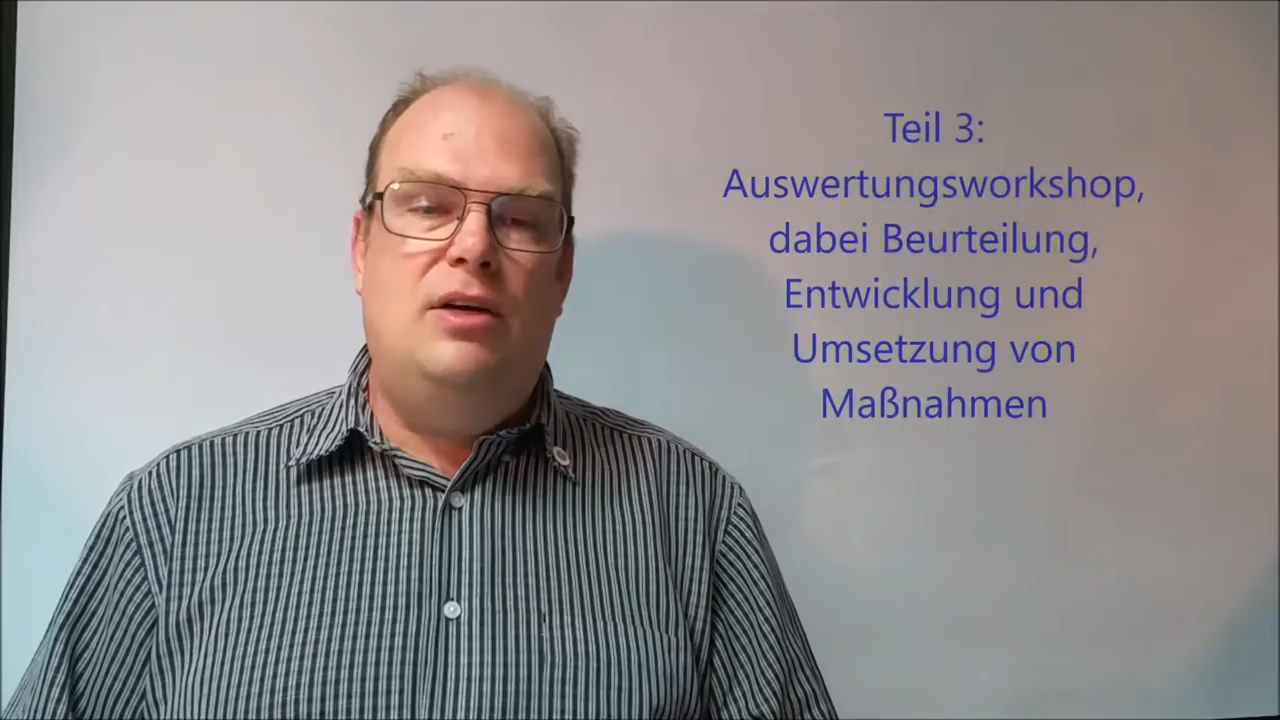 Teil 3:
Auswertungsworkshop,
dabei Beurteilung,
Entwicklung und
Umsetzung von
Maßnahmen